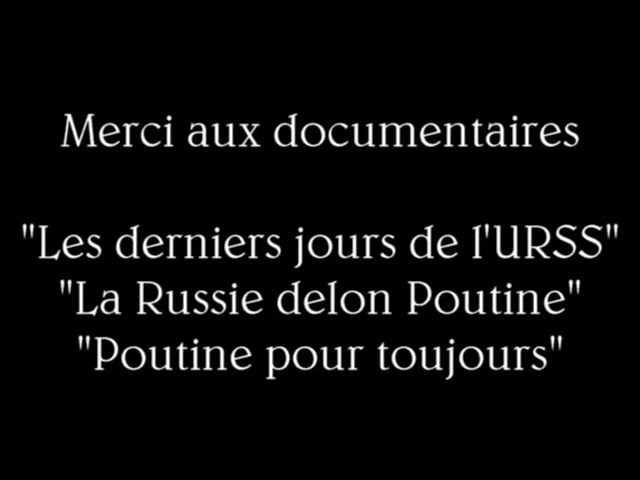 Merci aux documentaires
"Les derniers jours de l'URSS"
"La Russie delon Poutine"
"Poutine pour toujours"